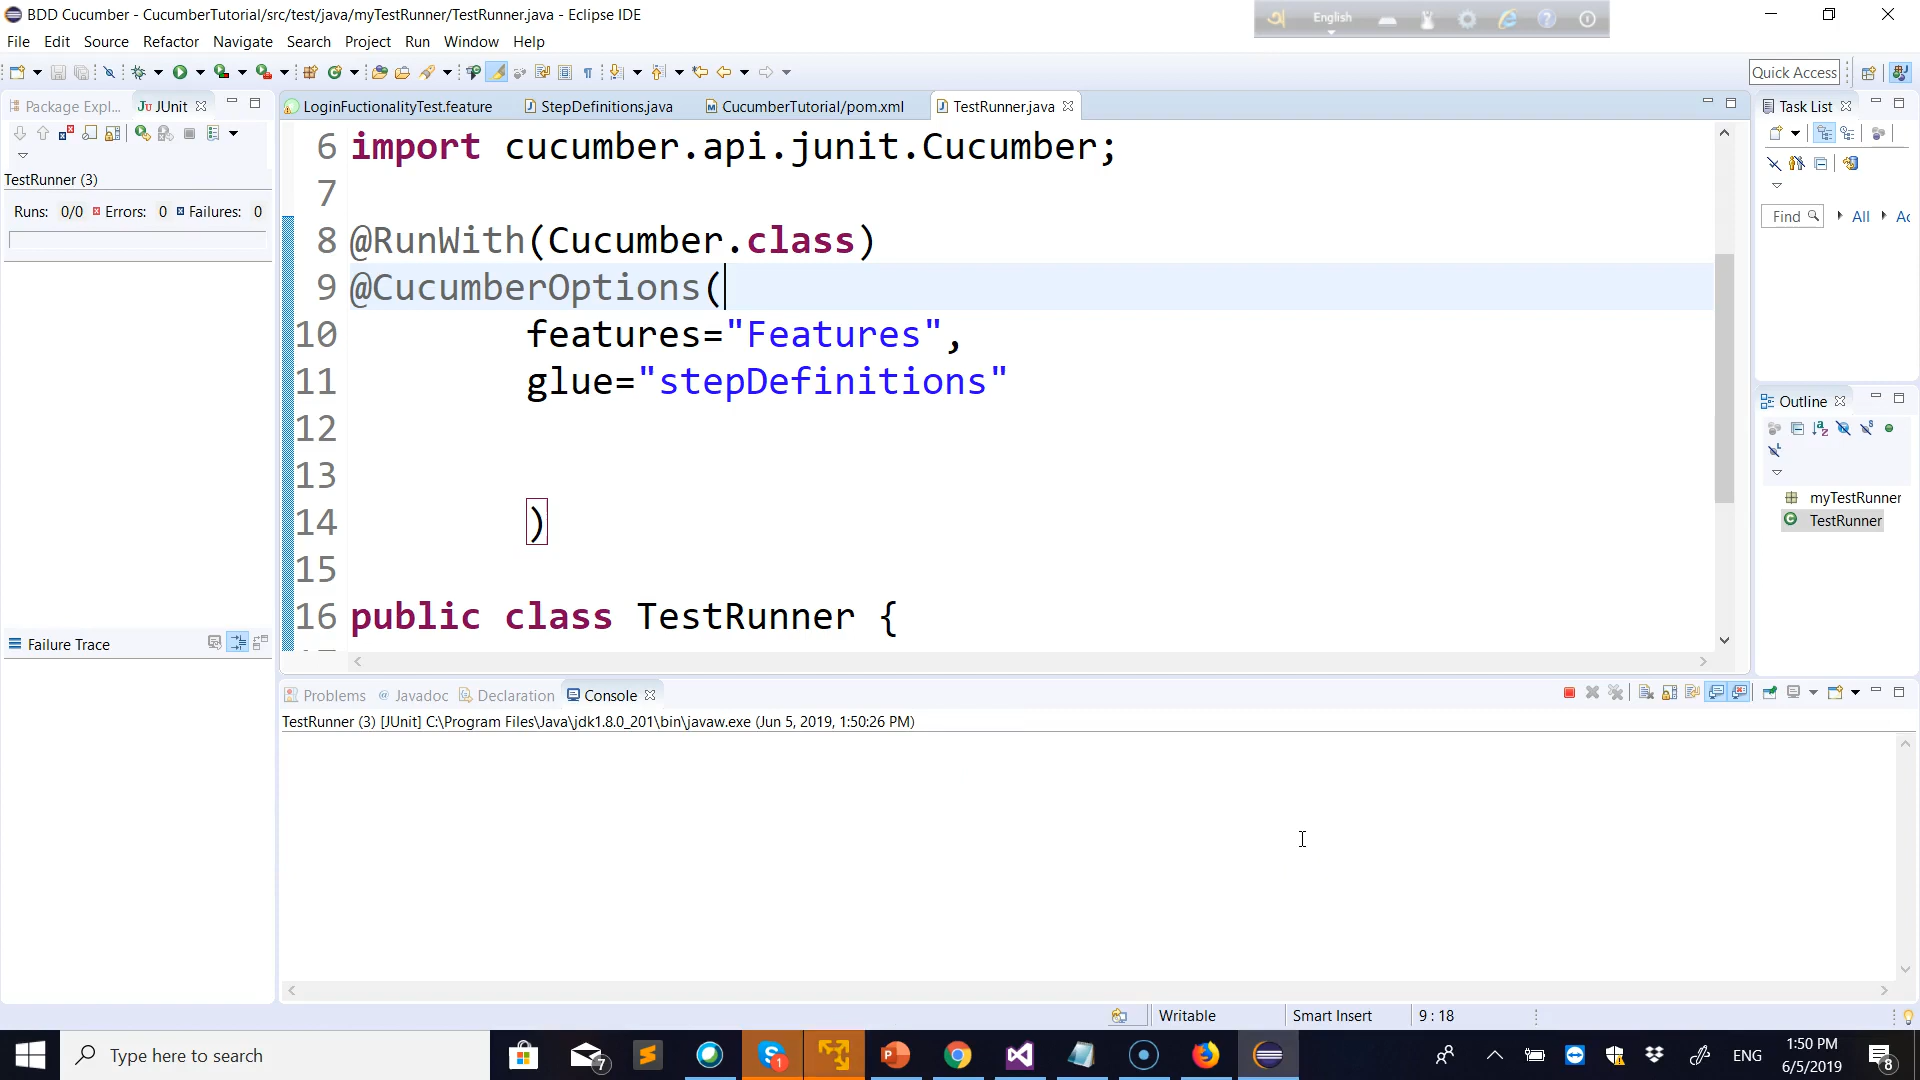 BDD Cucumber - CucumberTutorial/src/test/java/myTestRunner/TestRunner.java - Eclipse IDE
English
File Edit Source Refactor Navigate Search Project Run Window Help
Quick Access
Package Expl...
JUnit
LoginFuctionalityTest.feature
StepDefinitions.java
CucumberTutorial/pom.xml
TestRunner.java
Task List
TestRunner (3)
Runs: 0/0 Errors: 0 Failures: 0
Find
All
Ac
6 import cucumber.api.junit.Cucumber;
7
8 @RunWith(Cucumber.class)
9 @CucumberOptions(
10 features="Features",
11 glue="stepDefinitions"
12
13
14 )
15
16 public class TestRunner {
Outline
myTestRunner
TestRunner
Failure Trace
Problems
Javadoc
Declaration
Console
TestRunner (3) [JUnit] C:\Program Files\Java\jdk1.8.0_201\bin\javaw.exe (Jun 5, 2019, 1:50:26 PM)
Writable
Smart Insert
9 : 18
Type here to search
7
1
ENG
1:50 PM
6/5/2019
8